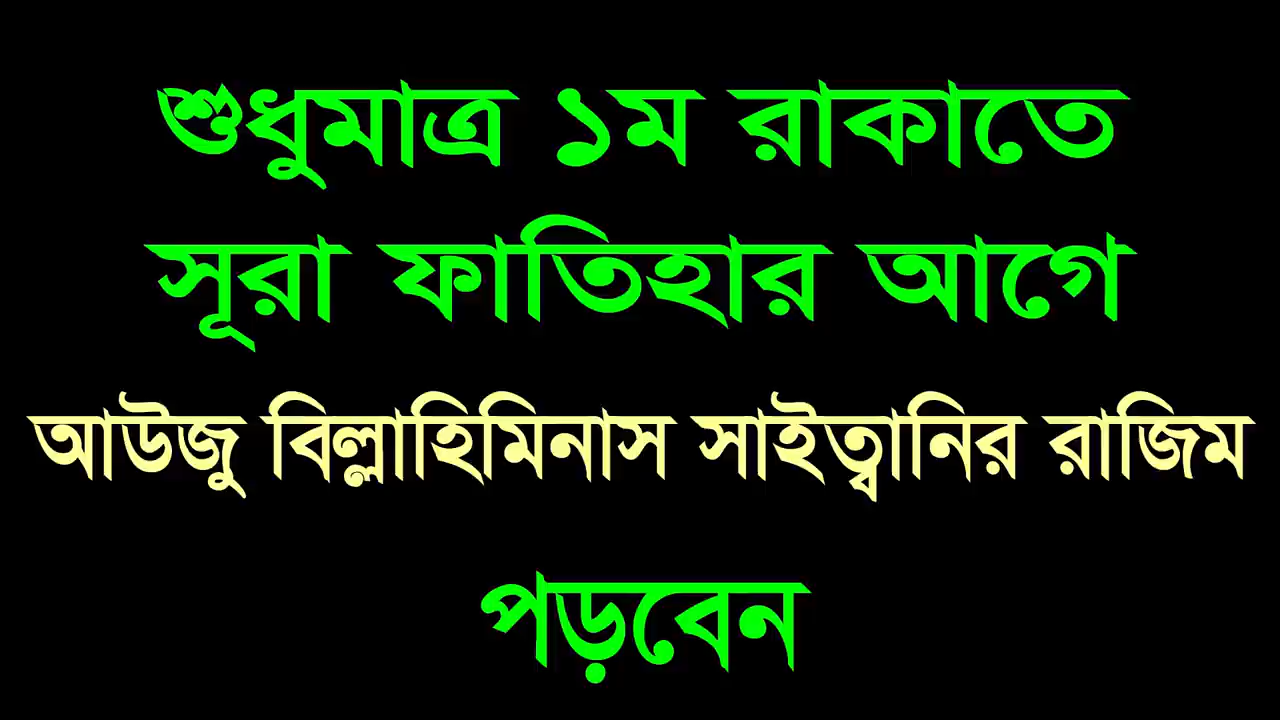 শুধুমাত্র ১ম রাকাতে
সূরা ফাতিহার আগে
আউজু বিল্লাহিমিনাস সাইত্বানির রাজিম
পড়বেন